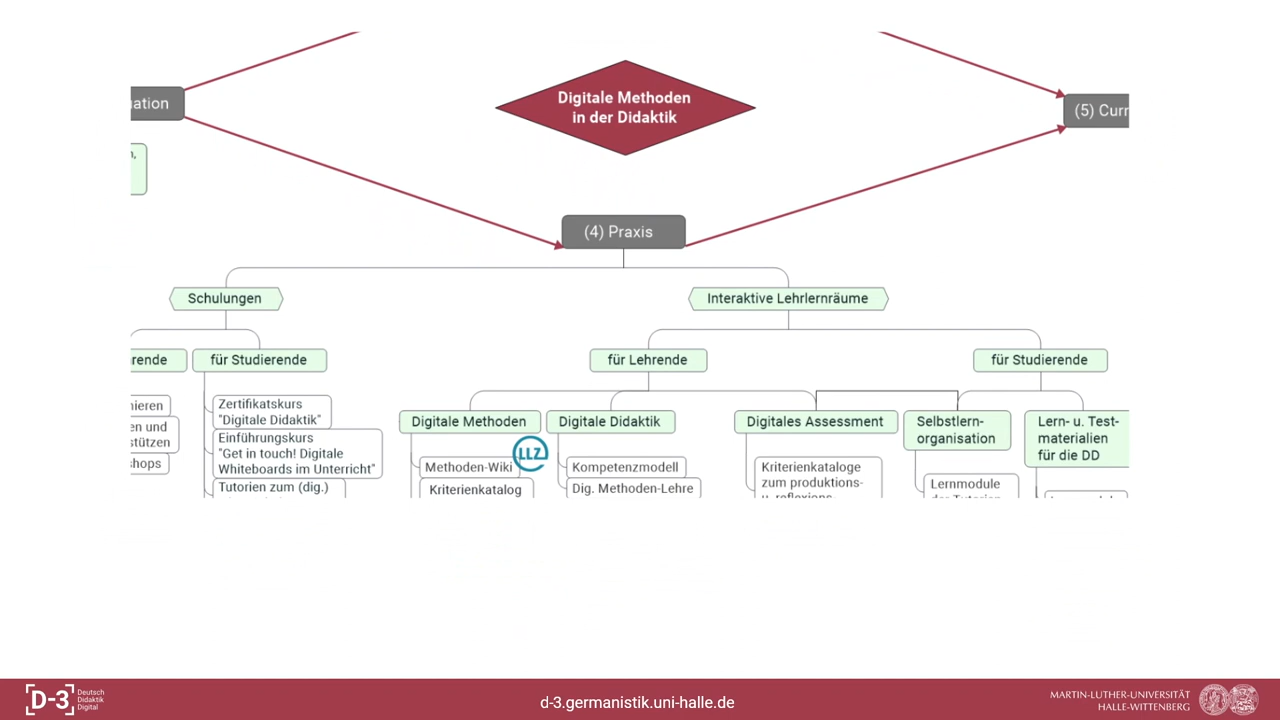 Digitale Methoden
in der Didaktik
uation
(5) Curr
(4) Praxis
Schulungen
Interaktive Lehrlernräume
rende
für Studierende
für Lehrende
für Studierende
nieren
en und
stützen
shops
Zertifikatskurs
"Digitale Didaktik"
Einführungskurs
"Get in touch! Digitale
Whiteboards im Unterricht"
Tutorien zum (dig.)
Digitale Methoden
LLZ
Methoden-Wiki
Kriterienkatalog
Digitale Didaktik
Kompetenzmodell
Dig. Methoden-Lehre
Digitales Assessment
Kriterienkataloge
zum produktions-
u. reflexions-
Selbstlern-
organisation
Lernmodule
der Tutorien
Lern- u. Test-
materialien
für die DD
D-3
Deutsch
Didaktik
Digital
d-3.germanistik.uni-halle.de
MARTIN-LUTHER-UNIVERSITÄT
HALLE-WITTENBERG